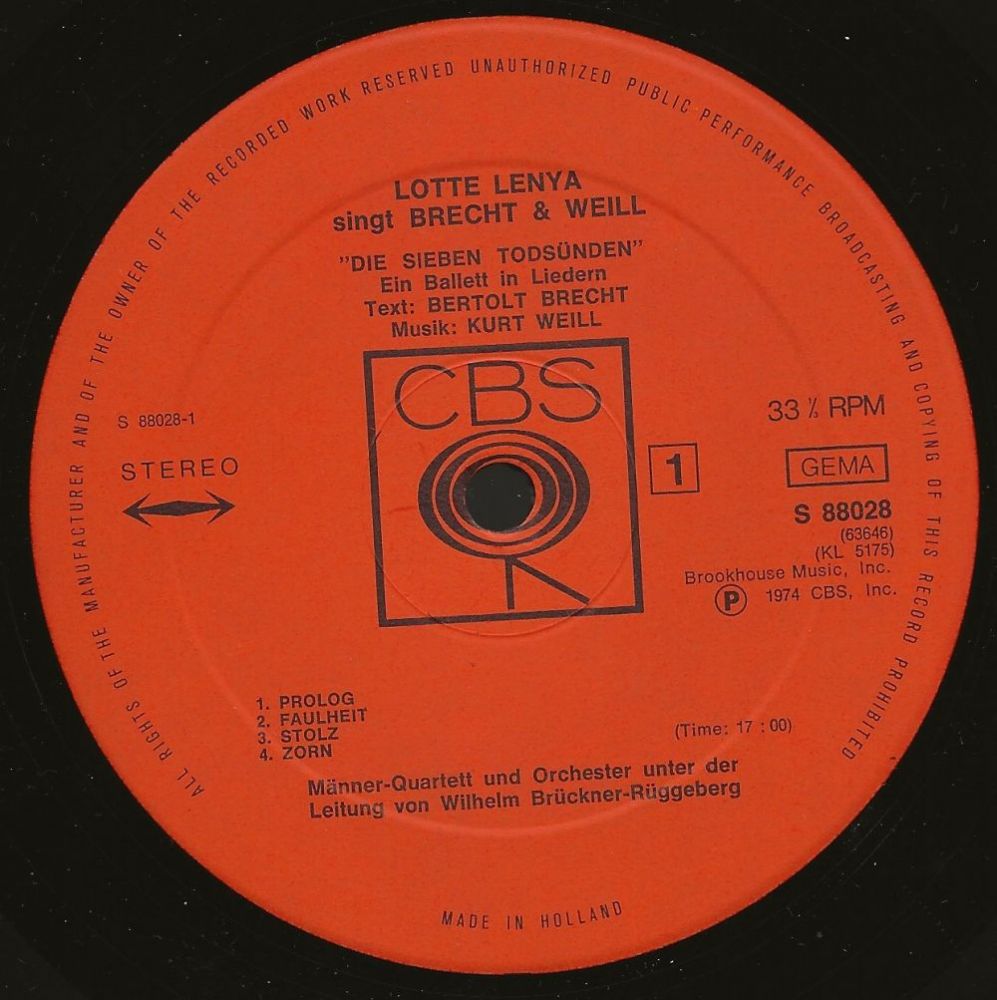 ALL RIGHTS OF THE MANUFACTURER AND OF THE OWNER OF THE RECORDED WORK RESERVED UNAUTHORIZED PUBLIC PERFORMANCE BROADCASTING AND COPYING OF THIS RECORD PROHIBITED
LOTTE LENYA
singt BRECHT & WEILL
"DIE SIEBEN TODSÜNDEN"
Ein Ballett in Liedern
Text: BERTOLT BRECHT
Musik: KURT WEILL
CBS
S 88028-1
STEREO
1
33 ⅓ RPM
GEMA
S 88028
(63646)
(KL 5175)
Brookhouse Music, Inc.
Ⓟ 1974 CBS, Inc.
1. PROLOG
2. FAULHEIT
3. STOLZ
4. ZORN
(Time: 17 : 00)
Männer-Quartett und Orchester unter der
Leitung von Wilhelm Brückner-Rüggeberg
MADE IN HOLLAND